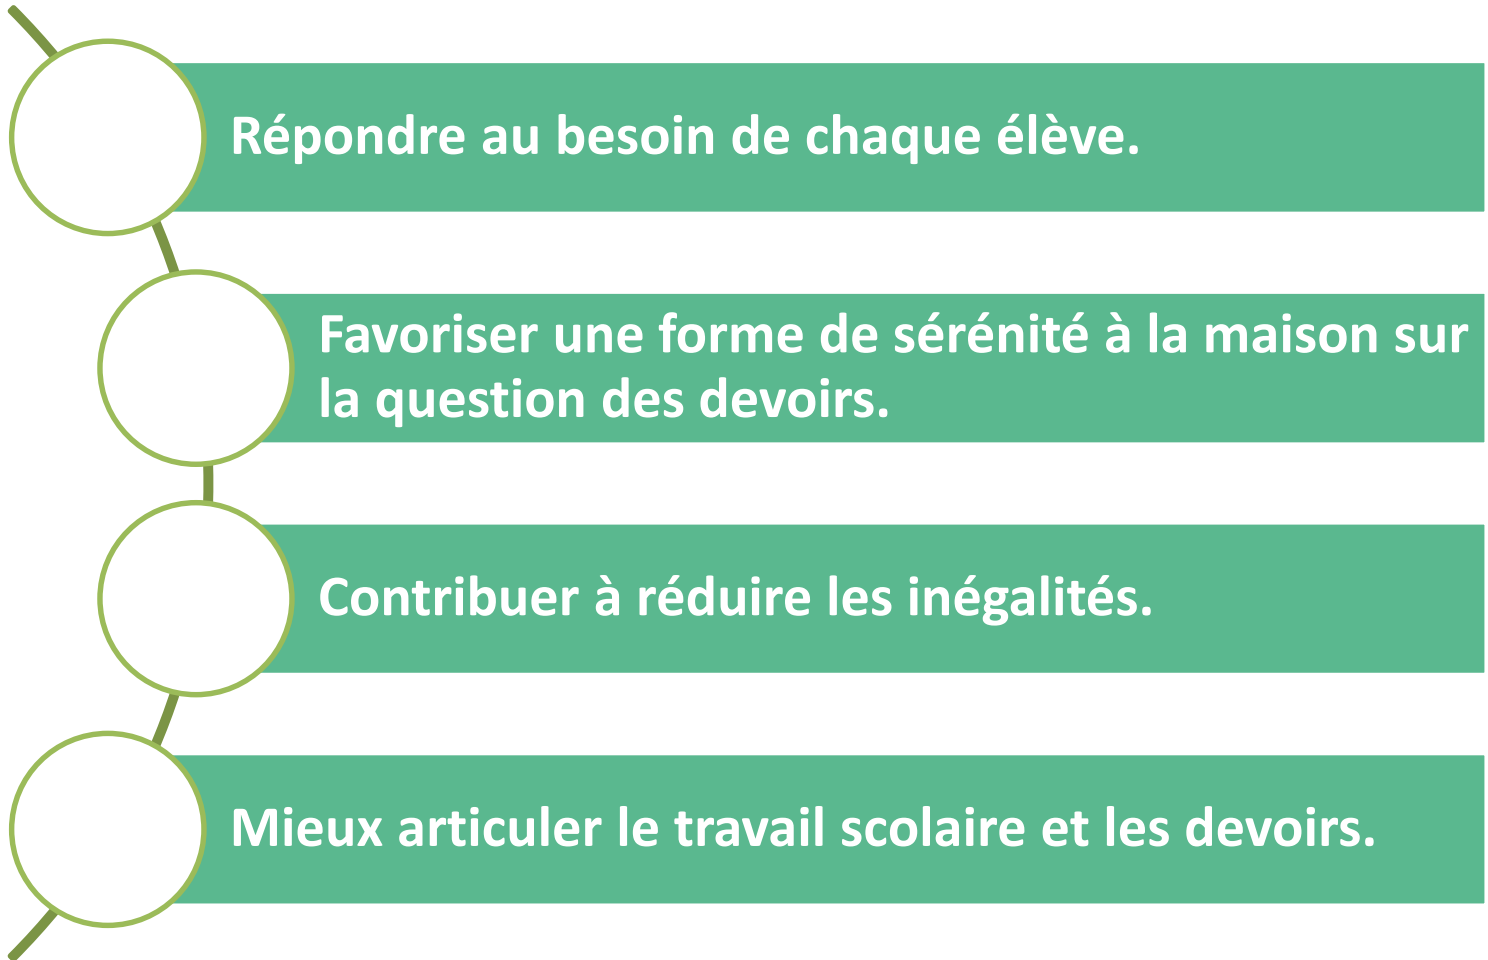 Répondre au besoin de chaque élève.
Favoriser une forme de sérénité à la maison sur
la question des devoirs.
Contribuer à réduire les inégalités.
Mieux articuler le travail scolaire et les devoirs.